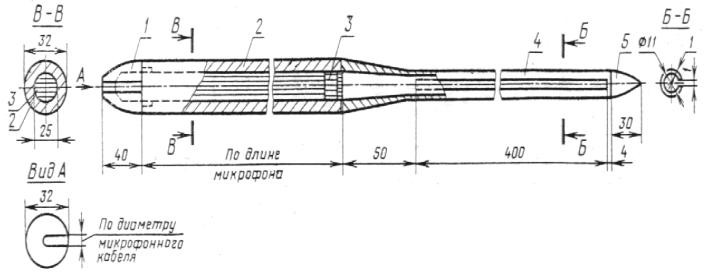 В-В
32
3
2
25
А
1
В
2
3
4
Б
5
Б-Б
Ø11
1
30
4
В
Б
40
По длине
микрофона
50
400
Вид А
32
По диаметру
микрофонного
кабеля